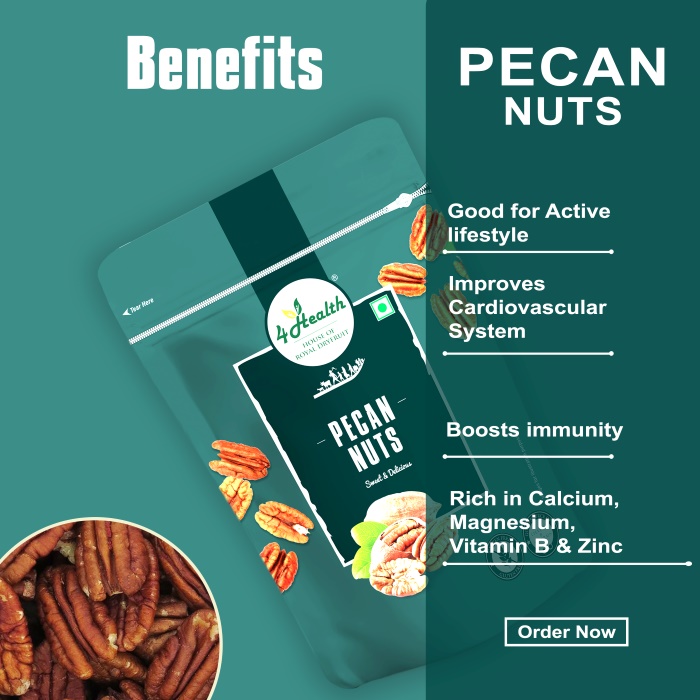 Benefits
PECAN
NUTS
Good for Active
lifestyle
Improves
Cardiovascular
System
Boosts immunity
Rich in Calcium,
Magnesium,
Vitamin B & Zinc
Order Now
Tear Here
4Health
®
HOUSE OF
ROYAL DRYFRUIT
PECAN
NUTS
Sweet & Delicious